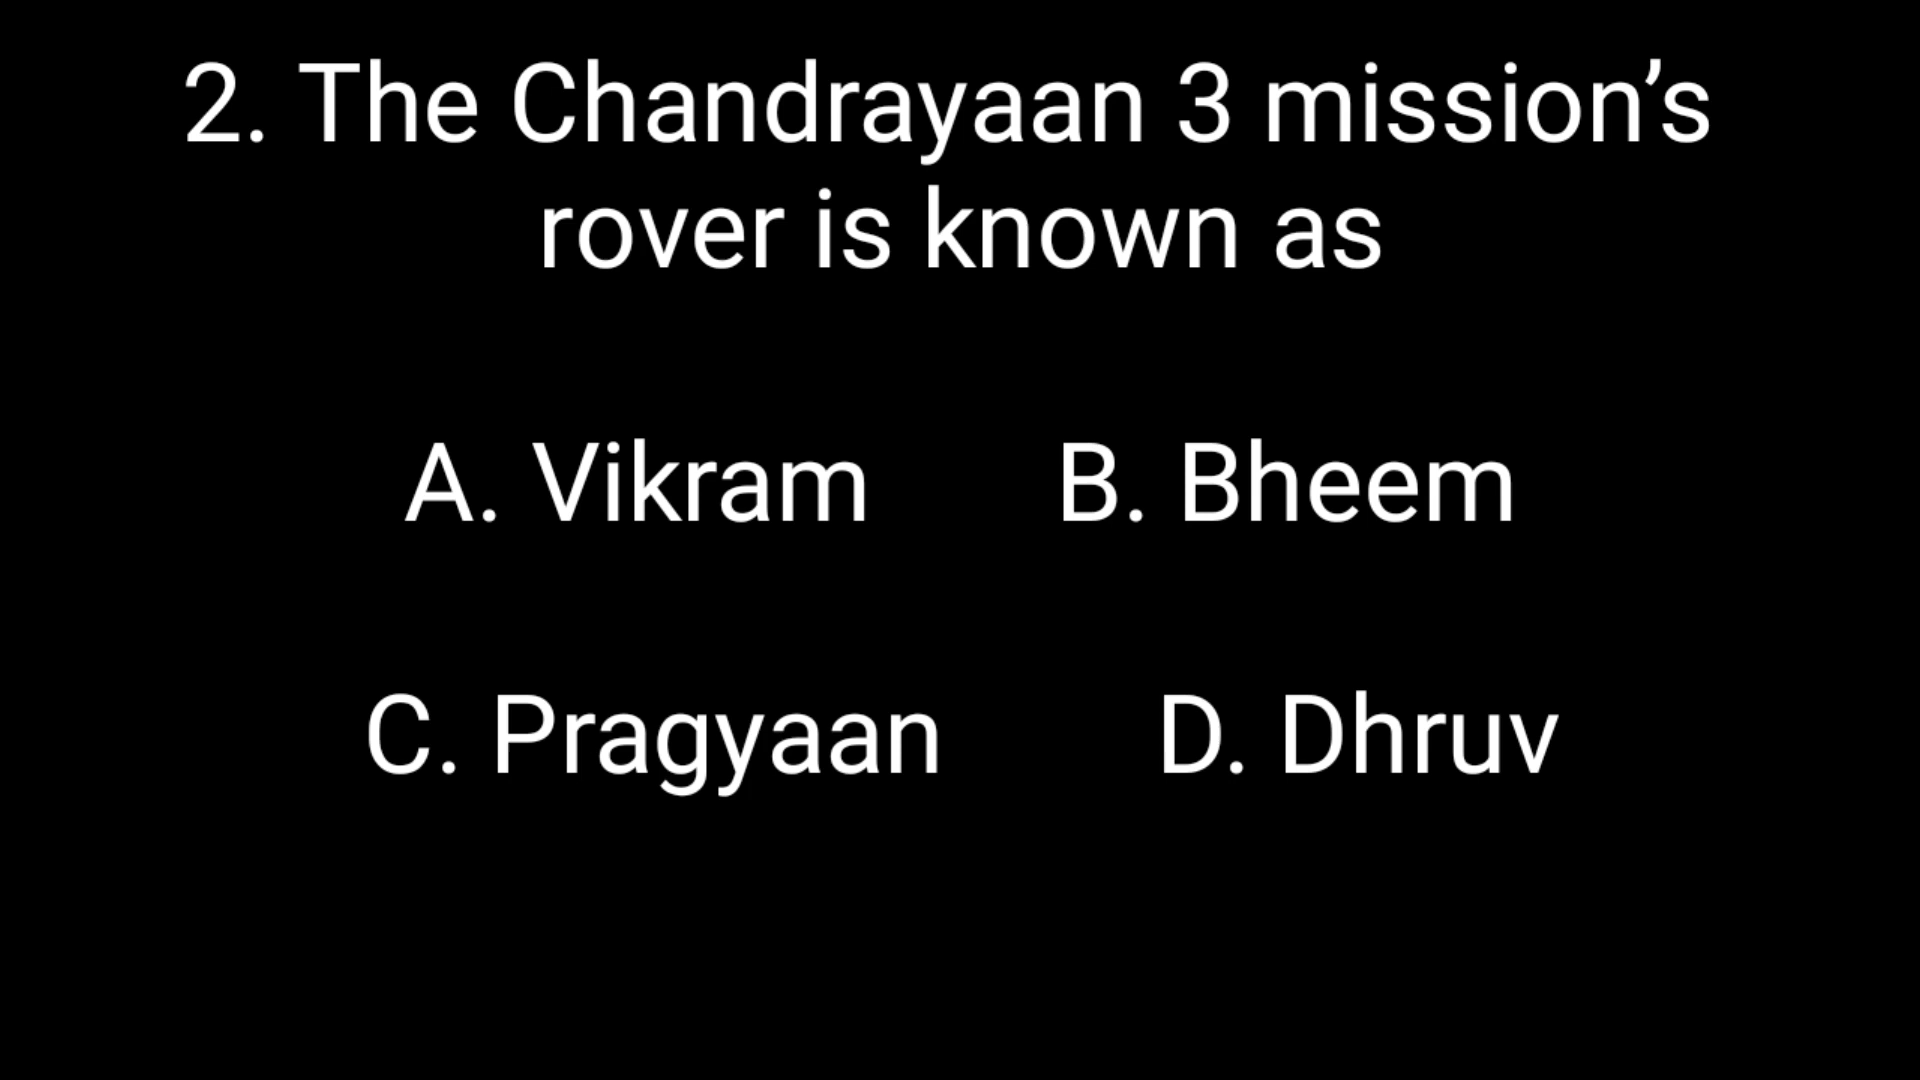 2. The Chandrayaan 3 mission’s
rover is known as
A. Vikram B. Bheem
C. Pragyaan D. Dhruv